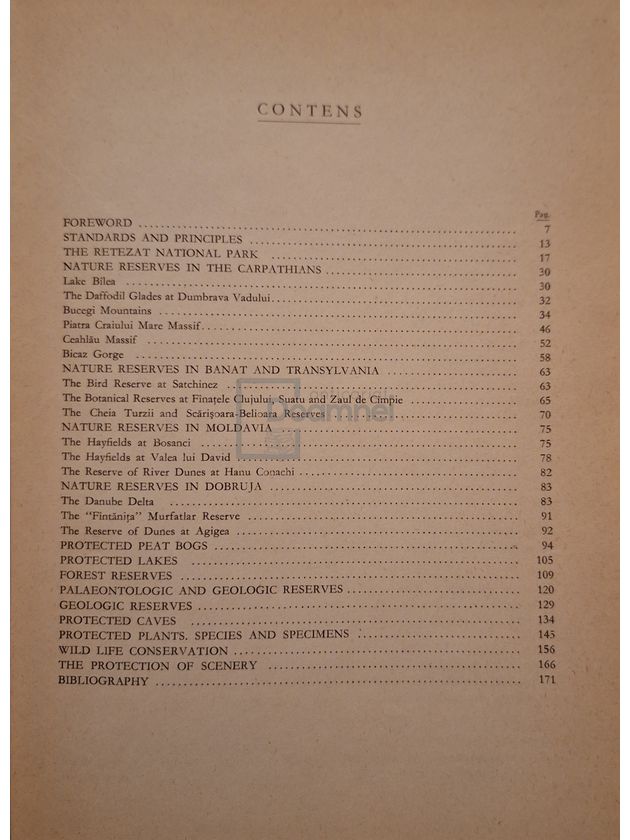 CONTENS
Pag.
FOREWORD 7
STANDARDS AND PRINCIPLES 13
THE RETEZAT NATIONAL PARK 17
NATURE RESERVES IN THE CARPATHIANS 30
Lake Bîlea 30
The Daffodil Glades at Dumbrava Vadului 32
Bucegi Mountains 34
Piatra Craiului Mare Massif 46
Ceahlău Massif 52
Bicaz Gorge 58
NATURE RESERVES IN BANAT AND TRANSYLVANIA 63
The Bird Reserve at Satchinez 63
The Botanical Reserves at Fînațele Clujului, Suatu and Zaul de Cîmpie 65
The Cheia Turzii and Scărișoara-Belioara Reserves 70
NATURE RESERVES IN MOLDAVIA 75
The Hayfields at Bosanci 75
The Hayfields at Valea lui David 78
The Reserve of River Dunes at Hanu Conachi 82
NATURE RESERVES IN DOBRUJA 83
The Danube Delta 83
The "Fîntănița" Murfatlar Reserve 91
The Reserve of Dunes at Agigea 92
PROTECTED PEAT BOGS 94
PROTECTED LAKES 105
FOREST RESERVES 109
PALAEONTOLOGIC AND GEOLOGIC RESERVES 120
GEOLOGIC RESERVES 129
PROTECTED CAVES 134
PROTECTED PLANTS. SPECIES AND SPECIMENS 145
WILD LIFE CONSERVATION 156
THE PROTECTION OF SCENERY 166
BIBLIOGRAPHY 171